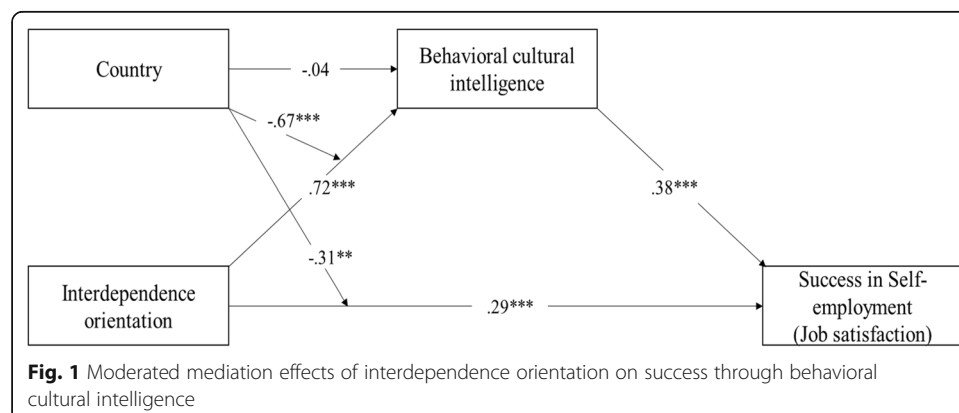 Country
Behavioral cultural
intelligence
-.04
-.67***
.72***
.38***
-.31**
Interdependence
orientation
.29***
Success in Self-
employment
(Job satisfaction)
Fig. 1 Moderated mediation effects of interdependence orientation on success through behavioral
cultural intelligence